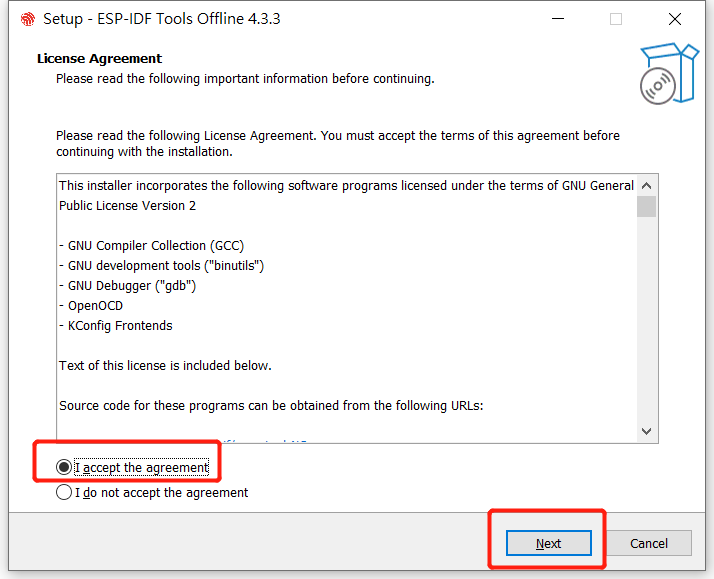 Setup - ESP-IDF Tools Offline 4.3.3
License Agreement
Please read the following important information before continuing.
Please read the following License Agreement. You must accept the terms of this agreement before
continuing with the installation.
This installer incorporates the following software programs licensed under the terms of GNU General
Public License Version 2
- GNU Compiler Collection (GCC)
- GNU development tools ("binutils")
- GNU Debugger ("gdb")
- OpenOCD
- KConfig Frontends
Text of this license is included below.
Source code for these programs can be obtained from the following URLs:
I accept the agreement
I do not accept the agreement
Next
Cancel